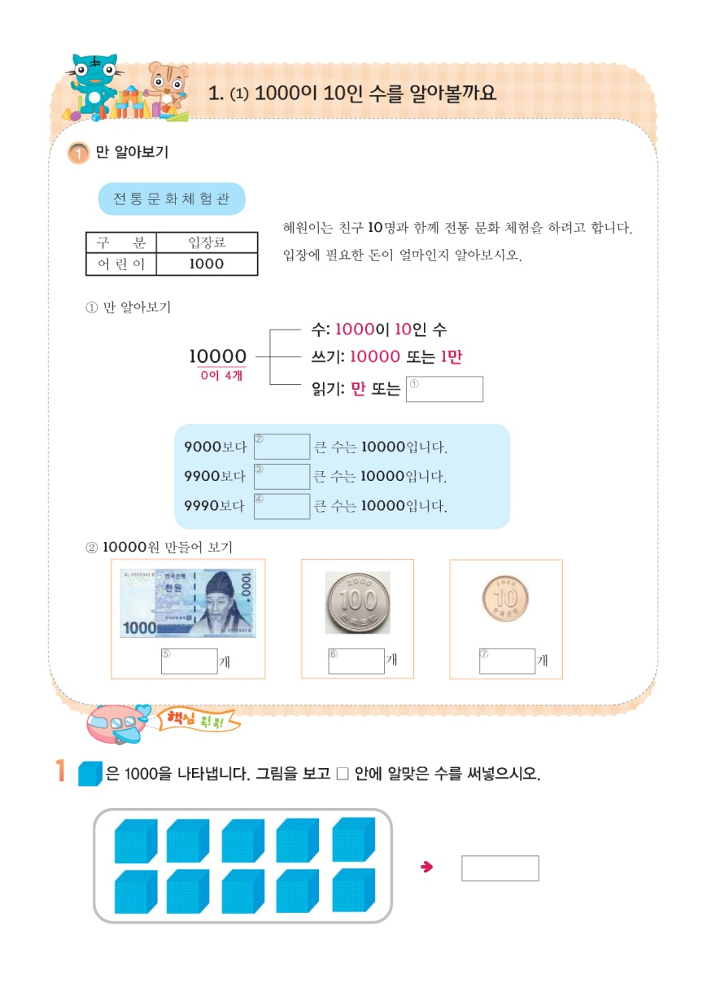 1. (1) 1000이 10인 수를 알아볼까요
1 만 알아보기
전통문화체험관
구 분 입장료
어린이 1000
혜원이는 친구 10명과 함께 전통 문화 체험을 하려고 합니다.
입장에 필요한 돈이 얼마인지 알아보시오.
① 만 알아보기
10000
0이 4개
수: 1000이 10인 수
쓰기: 10000 또는 1만
읽기: 만 또는 ①
9000보다 ② 큰 수는 10000입니다.
9900보다 ③ 큰 수는 10000입니다.
9990보다 ④ 큰 수는 10000입니다.
② 10000원 만들어 보기
한국은행
천원
1000
1000
2000
100
한국은행
10
한국은행
⑤ 개
⑥ 개
⑦ 개
핵심 콕!콕!
1 은 1000을 나타냅니다. 그림을 보고 □ 안에 알맞은 수를 써넣으시오.